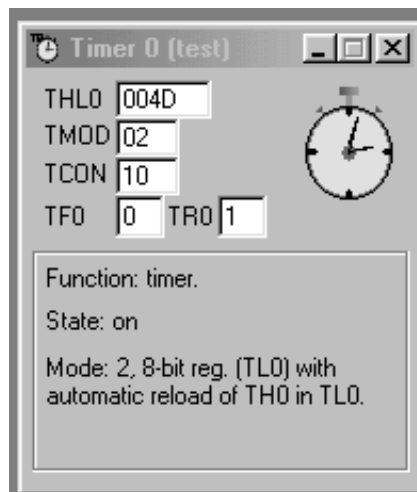 Timer 0 (test)
THL0 004D
TMOD 02
TCON 10
TF0 0 TR0 1
Function: timer.
State: on
Mode: 2, 8-bit reg. (TL0) with
automatic reload of TH0 in TL0.